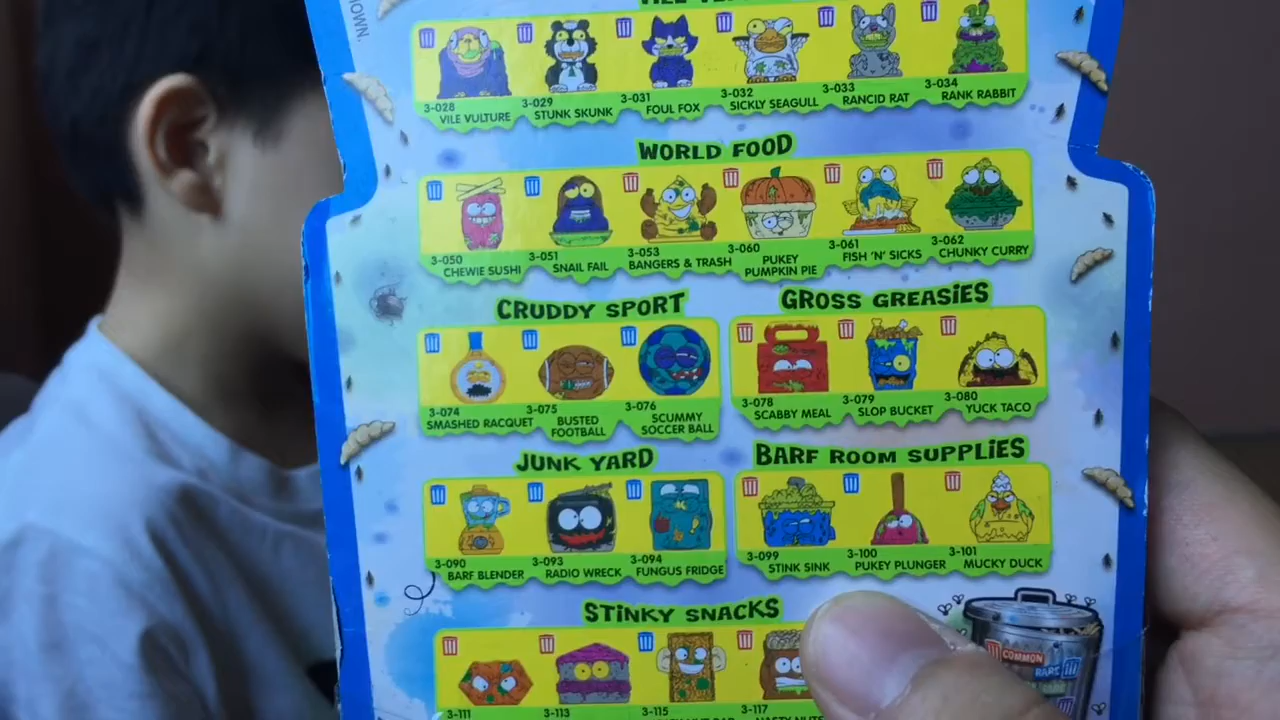 OWN.
3-028 VILE VULTURE
3-029 STUNK SKUNK
3-031 FOUL FOX
3-032 SICKLY SEAGULL
3-033 RANCID RAT
3-034 RANK RABBIT
WORLD FOOD
3-050 CHEWIE SUSHI
3-051 SNAIL FAIL
3-053 BANGERS & TRASH
3-060 PUKEY PUMPKIN PIE
3-061 FISH 'N' SICKS
3-062 CHUNKY CURRY
CRUDDY SPORT
3-074 SMASHED RACQUET
3-075 BUSTED FOOTBALL
3-076 SCUMMY SOCCER BALL
GROSS GREASIES
3-078 SCABBY MEAL
3-079 SLOP BUCKET
3-080 YUCK TACO
JUNK YARD
3-090 BARF BLENDER
3-093 RADIO WRECK
3-094 FUNGUS FRIDGE
BARF ROOM SUPPLIES
3-099 STINK SINK
3-100 PUKEY PLUNGER
3-101 MUCKY DUCK
STINKY SNACKS
3-111
3-113
3-115
3-117
COMMON
RARE